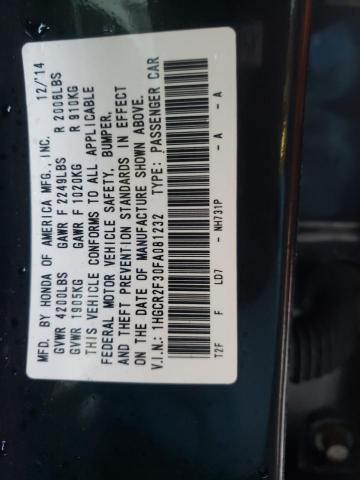 MFD. BY HONDA OF AMERICA MFG., INC. 12/'14
GVWR 4200LBS GAWR F 2249LBS R 2006LBS
GVWR 1905KG GAWR F 1020KG R 910KG
THIS VEHICLE CONFORMS TO ALL APPLICABLE
FEDERAL MOTOR VEHICLE SAFETY, BUMPER,
AND THEFT PREVENTION STANDARDS IN EFFECT
ON THE DATE OF MANUFACTURE SHOWN ABOVE.
V.I.N.: 1HGCR2F30FA081232 TYPE: PASSENGER CAR
T2F F LD7 - NH731P - A - A